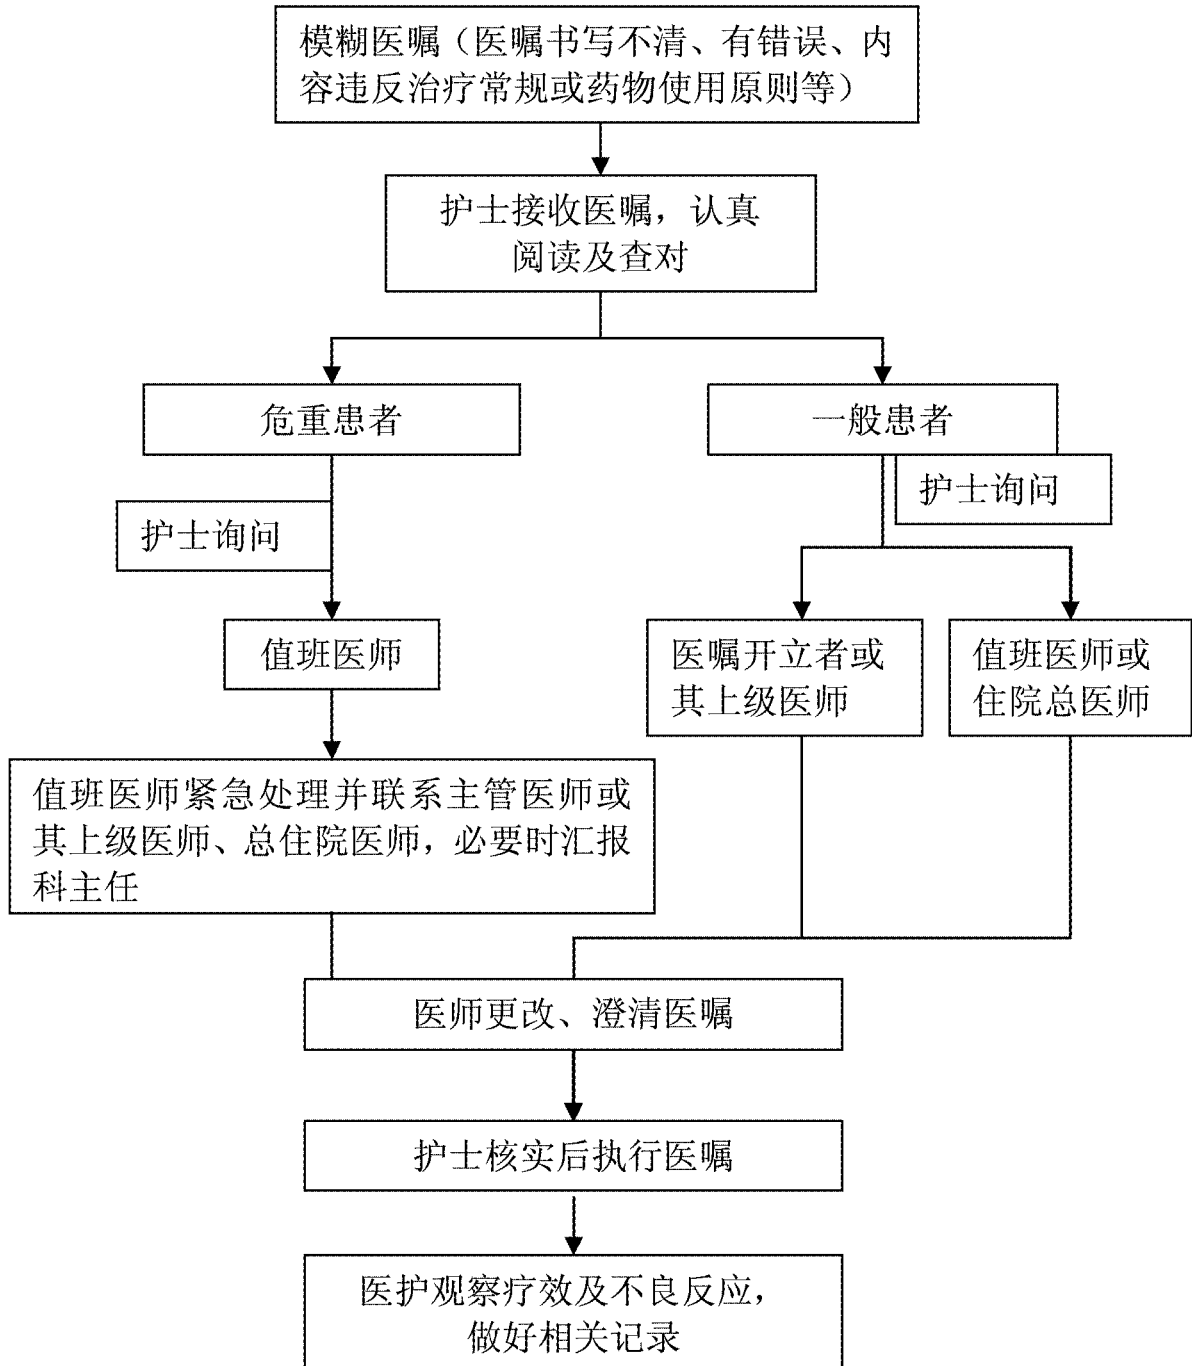 模糊医嘱（医嘱书写不清、有错误、内
容违反治疗常规或药物使用原则等）
护士接收医嘱，认真
阅读及查对
危重患者
一般患者
护士询问
护士询问
值班医师
医嘱开立者或
其上级医师
值班医师或
住院总医师
值班医师紧急处理并联系主管医师或
其上级医师、总住院医师，必要时汇报
科主任
医师更改、澄清医嘱
护士核实后执行医嘱
医护观察疗效及不良反应，
做好相关记录